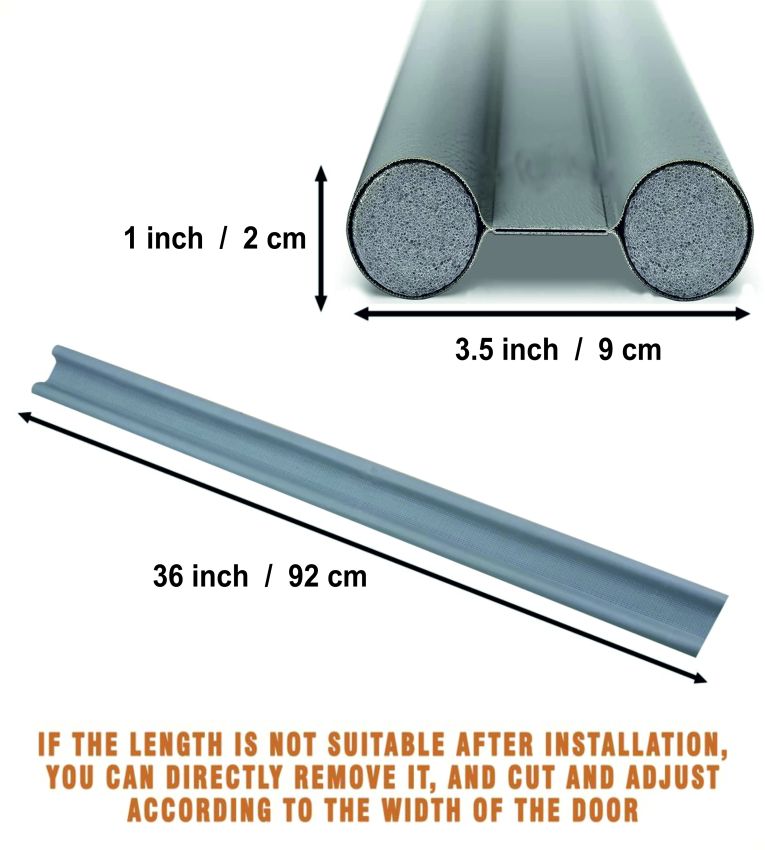 1 inch / 2 cm
3.5 inch / 9 cm
36 inch / 92 cm
IF THE LENGTH IS NOT SUITABLE AFTER INSTALLATION,
YOU CAN DIRECTLY REMOVE IT, AND CUT AND ADJUST
ACCORDING TO THE WIDTH OF THE DOOR